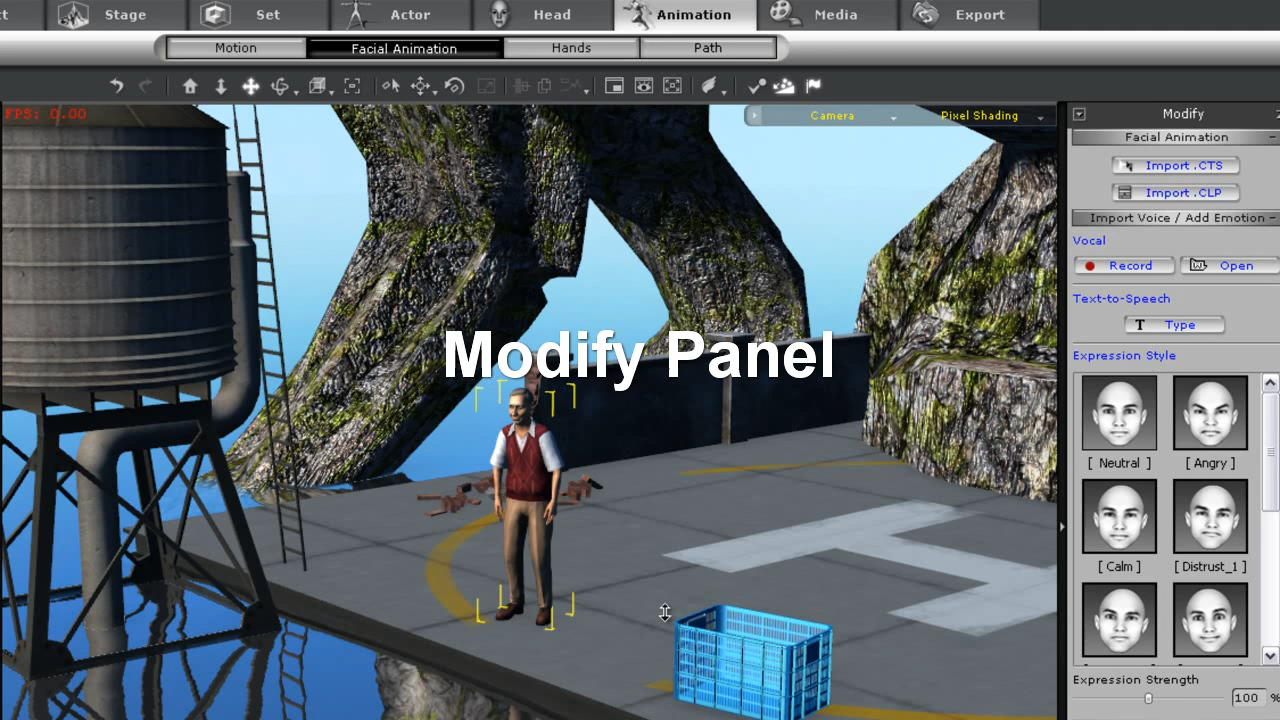 ct Stage Set Actor Head Animation Media Export
Motion Facial Animation Hands Path
FPS: 0.00
Camera Pixel Shading
Modify
Facial Animation
Import .CTS
Import .CLP
Import Voice / Add Emotion
Vocal
Record Open
Text-to-Speech
T Type
Expression Style
Modify Panel
[ Neutral ] [ Angry ]
[ Calm ] [ Distrust_1 ]
Expression Strength
100 %